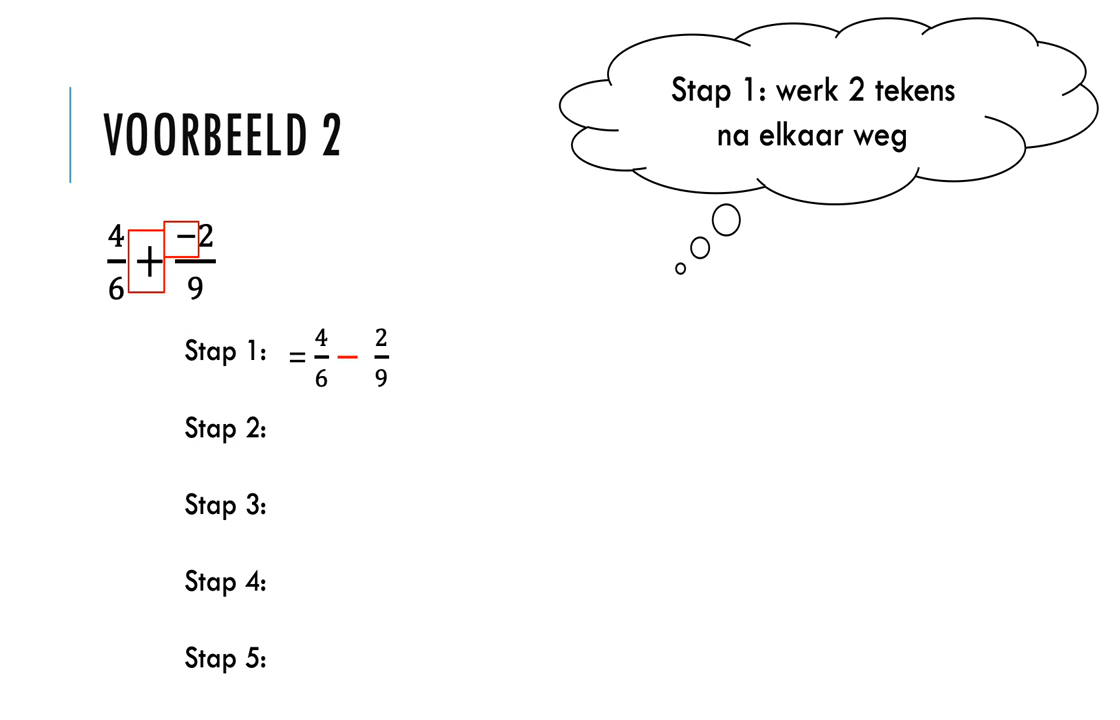 Stap 1: werk 2 tekens
na elkaar weg
VOORBEELD 2
4/6 + −2/9
Stap 1: = 4/6 − 2/9
Stap 2:
Stap 3:
Stap 4:
Stap 5: